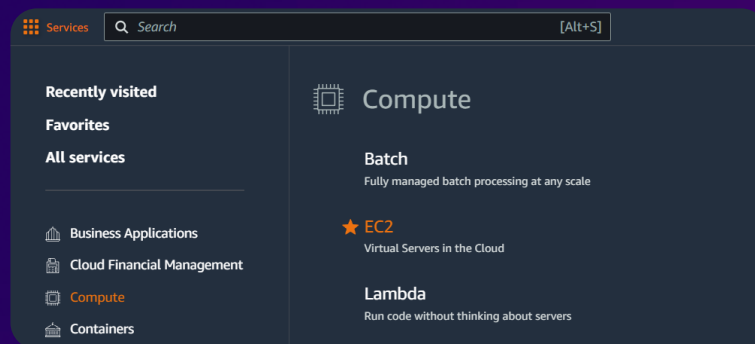 Services
Search
[Alt+S]
Recently visited
Favorites
All services
Business Applications
Cloud Financial Management
Compute
Containers
Compute
Batch
Fully managed batch processing at any scale
EC2
Virtual Servers in the Cloud
Lambda
Run code without thinking about servers